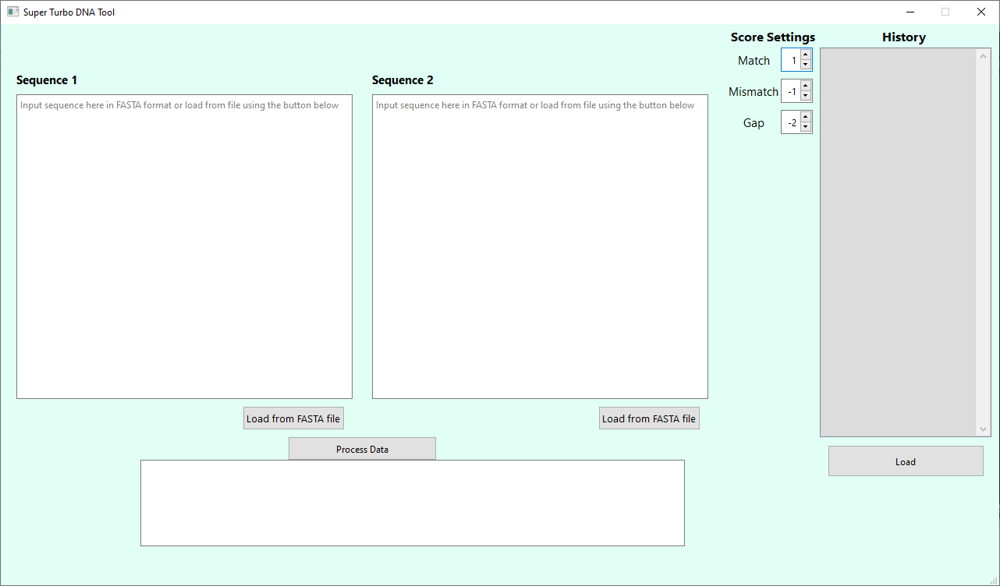 Super Turbo DNA Tool
Score Settings
History
Match 1
Sequence 1
Sequence 2
Mismatch -1
Input sequence here in FASTA format or load from file using the button below
Input sequence here in FASTA format or load from file using the button below
Gap -2
Load from FASTA file
Load from FASTA file
Process Data
Load